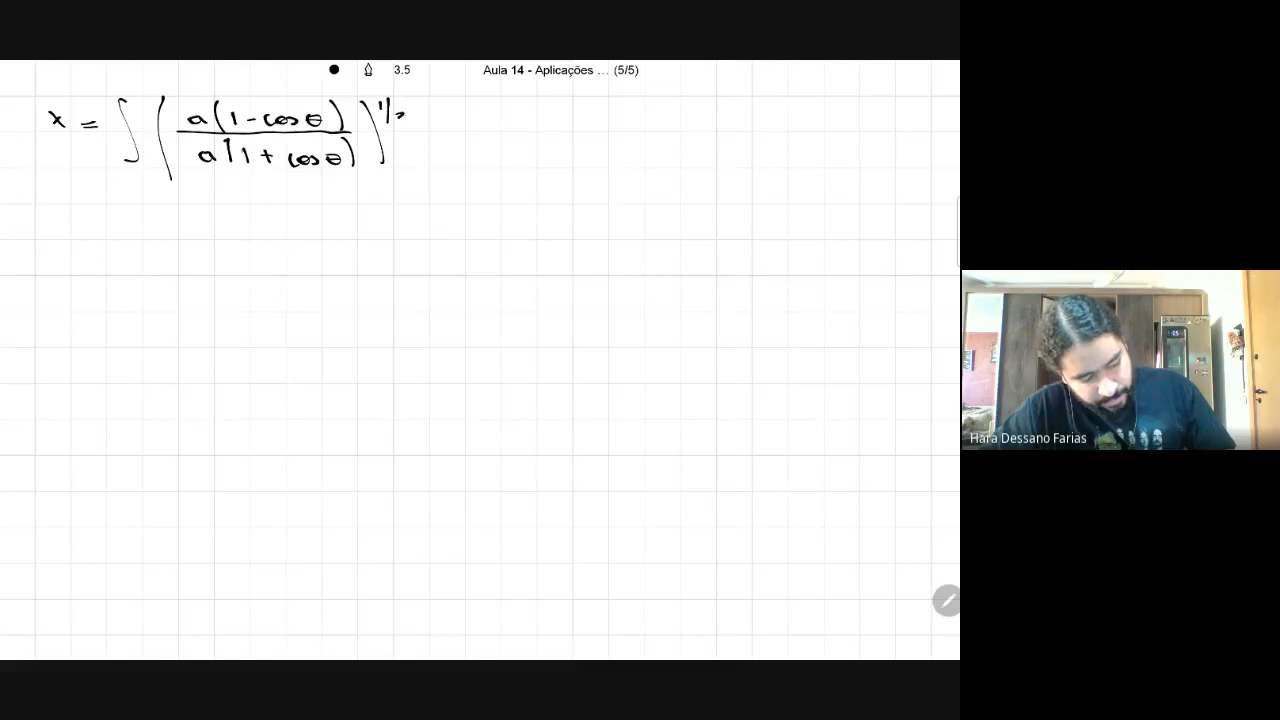 3.5 Aula 14 - Aplicações ... (5/5)
x = ∫ ( a(1 - cos θ) / a(1 + cos θ) )^1/2
Hara Dessano Farias